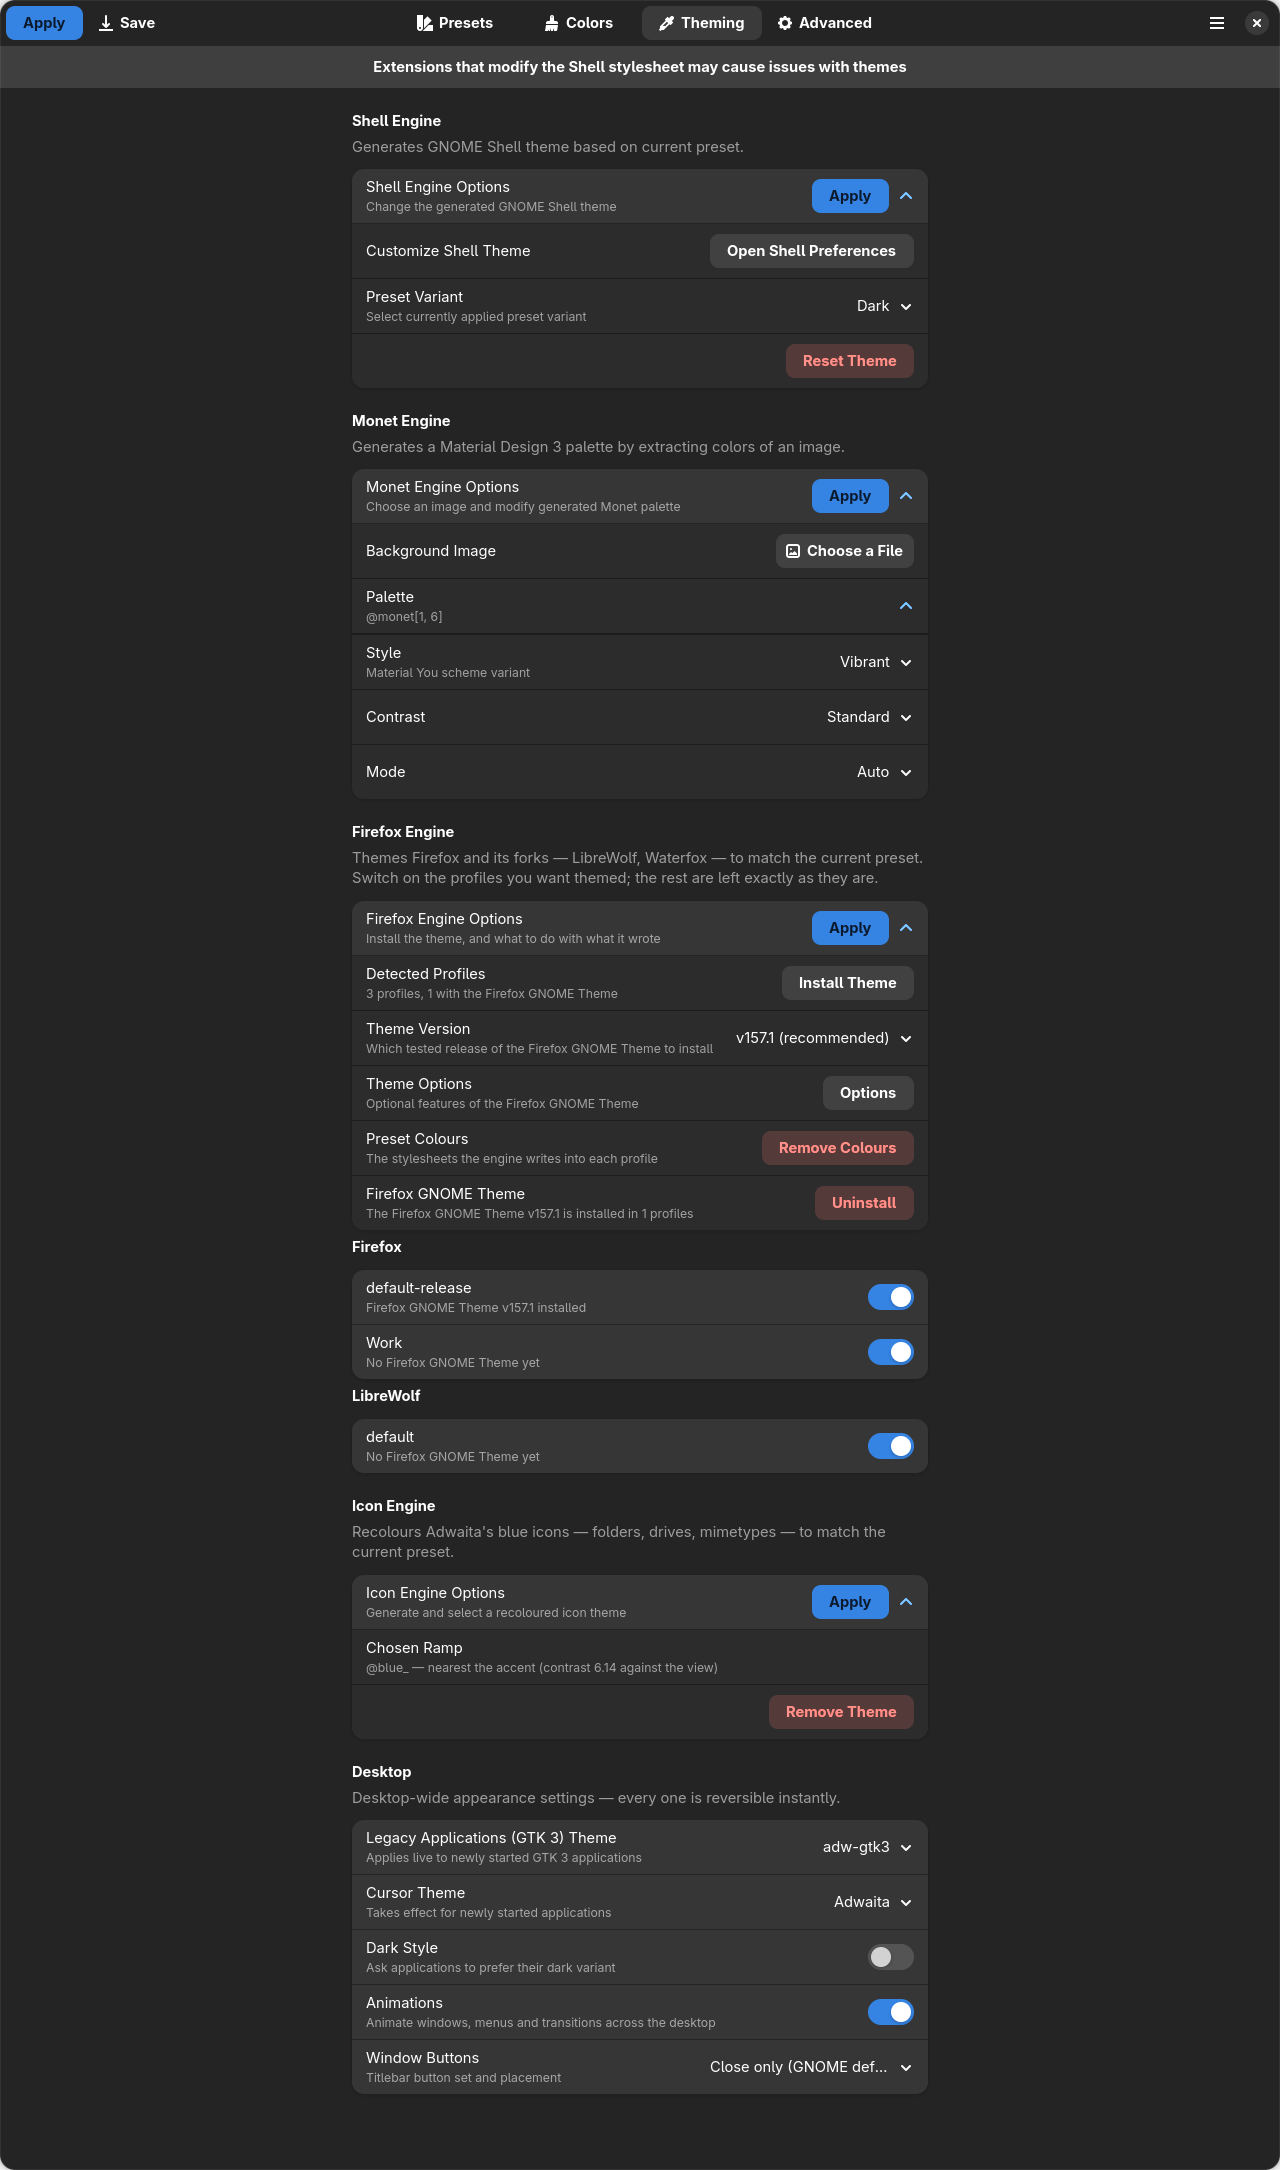 Apply
Save
Presets
Colors
Theming
Advanced
Extensions that modify the Shell stylesheet may cause issues with themes
Shell Engine
Generates GNOME Shell theme based on current preset.
Shell Engine Options
Change the generated GNOME Shell theme
Apply
Customize Shell Theme
Open Shell Preferences
Preset Variant
Select currently applied preset variant
Dark
Reset Theme
Monet Engine
Generates a Material Design 3 palette by extracting colors of an image.
Monet Engine Options
Choose an image and modify generated Monet palette
Apply
Background Image
Choose a File
Palette
@monet[1, 6]
Style
Material You scheme variant
Vibrant
Contrast
Standard
Mode
Auto
Firefox Engine
Themes Firefox and its forks — LibreWolf, Waterfox — to match the current preset.
Switch on the profiles you want themed; the rest are left exactly as they are.
Firefox Engine Options
Install the theme, and what to do with what it wrote
Apply
Detected Profiles
3 profiles, 1 with the Firefox GNOME Theme
Install Theme
Theme Version
Which tested release of the Firefox GNOME Theme to install
v157.1 (recommended)
Theme Options
Optional features of the Firefox GNOME Theme
Options
Preset Colours
The stylesheets the engine writes into each profile
Remove Colours
Firefox GNOME Theme
The Firefox GNOME Theme v157.1 is installed in 1 profiles
Uninstall
Firefox
default-release
Firefox GNOME Theme v157.1 installed
Work
No Firefox GNOME Theme yet
LibreWolf
default
No Firefox GNOME Theme yet
Icon Engine
Recolours Adwaita's blue icons — folders, drives, mimetypes — to match the
current preset.
Icon Engine Options
Generate and select a recoloured icon theme
Apply
Chosen Ramp
@blue_ — nearest the accent (contrast 6.14 against the view)
Remove Theme
Desktop
Desktop-wide appearance settings — every one is reversible instantly.
Legacy Applications (GTK 3) Theme
Applies live to newly started GTK 3 applications
adw-gtk3
Cursor Theme
Takes effect for newly started applications
Adwaita
Dark Style
Ask applications to prefer their dark variant
Animations
Animate windows, menus and transitions across the desktop
Window Buttons
Titlebar button set and placement
Close only (GNOME def...